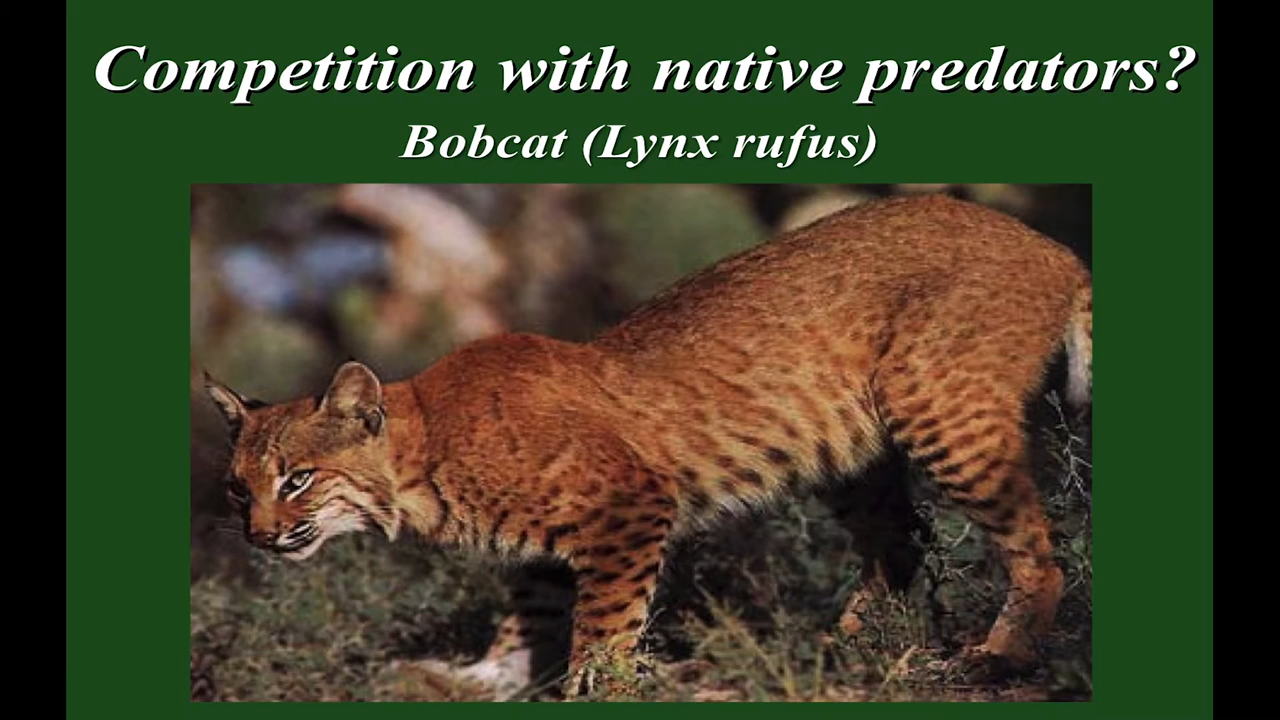 Competition with native predators?
Bobcat (Lynx rufus)